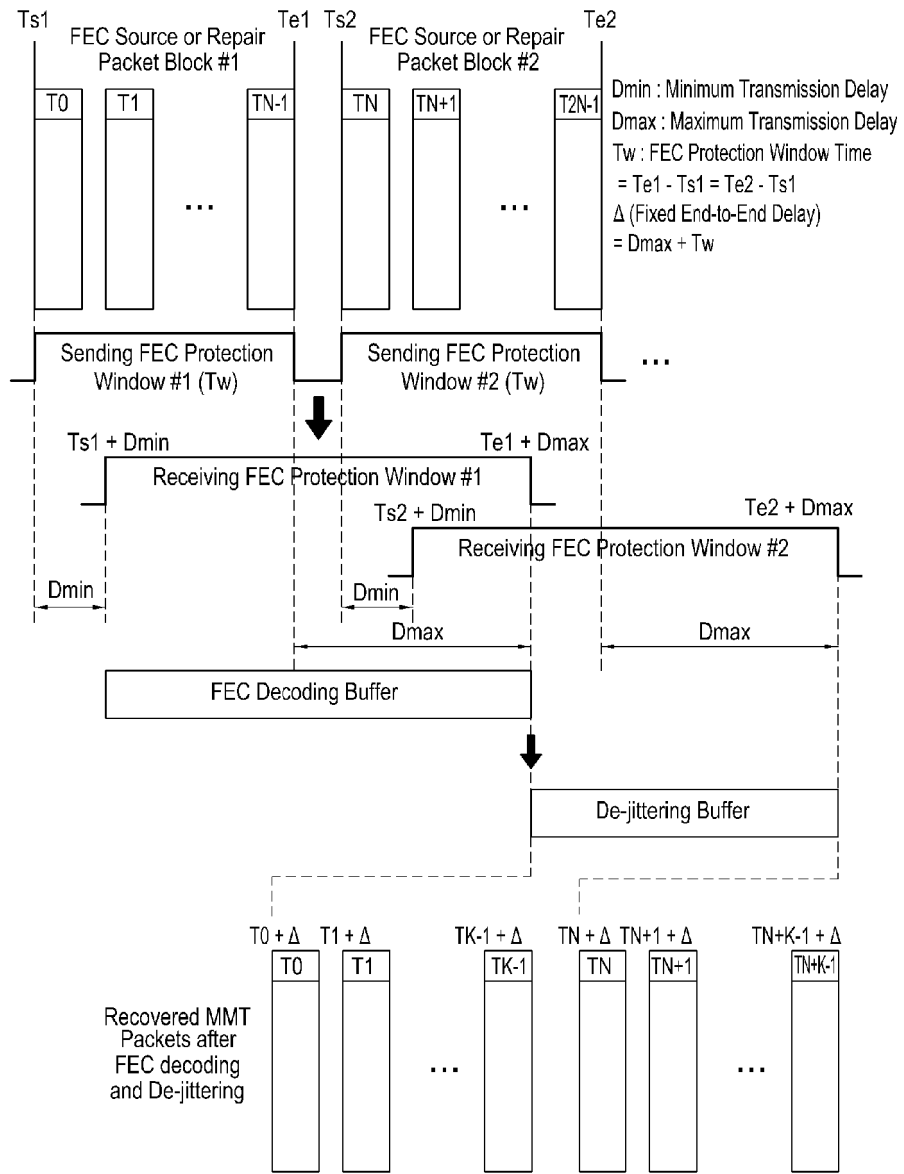 Ts1
Te1
Ts2
Te2
FEC Source or Repair
Packet Block #1
FEC Source or Repair
Packet Block #2
T0
T1
TN-1
TN
TN+1
T2N-1
...
...
Dmin : Minimum Transmission Delay
Dmax : Maximum Transmission Delay
Tw : FEC Protection Window Time
= Te1 - Ts1 = Te2 - Ts1
Δ (Fixed End-to-End Delay)
= Dmax + Tw
Sending FEC Protection
Window #1 (Tw)
Sending FEC Protection
Window #2 (Tw)
...
Ts1 + Dmin
Te1 + Dmax
Receiving FEC Protection Window #1
Ts2 + Dmin
Te2 + Dmax
Receiving FEC Protection Window #2
Dmin
Dmin
Dmax
Dmax
FEC Decoding Buffer
De-jittering Buffer
T0 + Δ
T1 + Δ
TK-1 + Δ
TN + Δ
TN+1 + Δ
TN+K-1 + Δ
T0
T1
TK-1
TN
TN+1
TN+K-1
Recovered MMT
Packets after
FEC decoding
and De-jittering
...
...